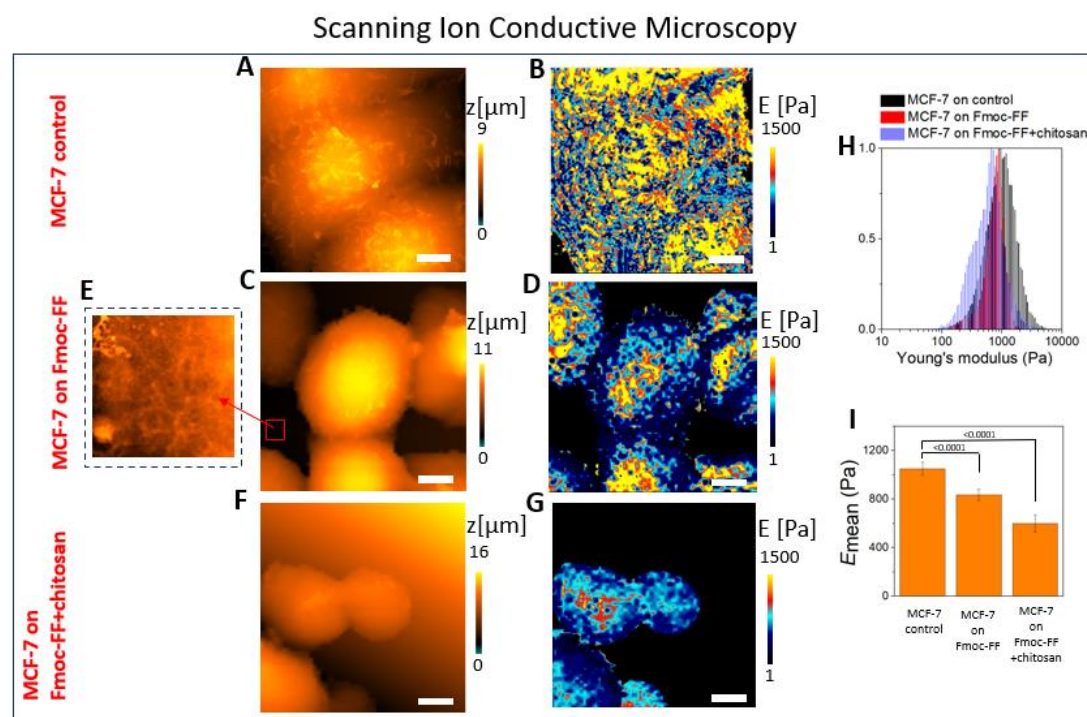 Scanning Ion Conductive Microscopy
MCF-7 control
A
z[μm]
9
0
B
E [Pa]
1500
1
MCF-7 on control
MCF-7 on Fmoc-FF
MCF-7 on Fmoc-FF+chitosan
H
1.0
0.5
0.0
10
100
1000
10000
Young's modulus (Pa)
MCF-7 on Fmoc-FF
E
C
z[μm]
11
0
D
E [Pa]
1500
1
I
<0.0001
<0.0001
Emean (Pa)
1200
800
400
0
MCF-7
control
MCF-7
on
Fmoc-FF
MCF-7
on
Fmoc-FF
+chitosan
MCF-7 on
Fmoc-FF+chitosan
F
z[μm]
16
0
G
E [Pa]
1500
1